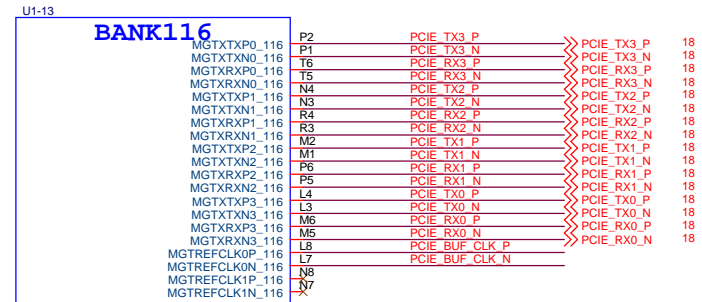 U1-13
BANK116
MGTXTXP0_116 P2 PCIE_TX3_P PCIE_TX3_P 18
MGTXTXN0_116 P1 PCIE_TX3_N PCIE_TX3_N 18
MGTXRXP0_116 T6 PCIE_RX3_P PCIE_RX3_P 18
MGTXRXN0_116 T5 PCIE_RX3_N PCIE_RX3_N 18
MGTXTXP1_116 N4 PCIE_TX2_P PCIE_TX2_P 18
MGTXTXN1_116 N3 PCIE_TX2_N PCIE_TX2_N 18
MGTXRXP1_116 R4 PCIE_RX2_P PCIE_RX2_P 18
MGTXRXN1_116 R3 PCIE_RX2_N PCIE_RX2_N 18
MGTXTXP2_116 M2 PCIE_TX1_P PCIE_TX1_P 18
MGTXTXN2_116 M1 PCIE_TX1_N PCIE_TX1_N 18
MGTXRXP2_116 P6 PCIE_RX1_P PCIE_RX1_P 18
MGTXRXN2_116 P5 PCIE_RX1_N PCIE_RX1_N 18
MGTXTXP3_116 L4 PCIE_TX0_P PCIE_TX0_P 18
MGTXTXN3_116 L3 PCIE_TX0_N PCIE_TX0_N 18
MGTXRXP3_116 M6 PCIE_RX0_P PCIE_RX0_P 18
MGTXRXN3_116 M5 PCIE_RX0_N PCIE_RX0_N 18
MGTREFCLK0P_116 L8 PCIE_BUF_CLK_P
MGTREFCLK0N_116 L7 PCIE_BUF_CLK_N
MGTREFCLK1P_116 N8
MGTREFCLK1N_116 N7